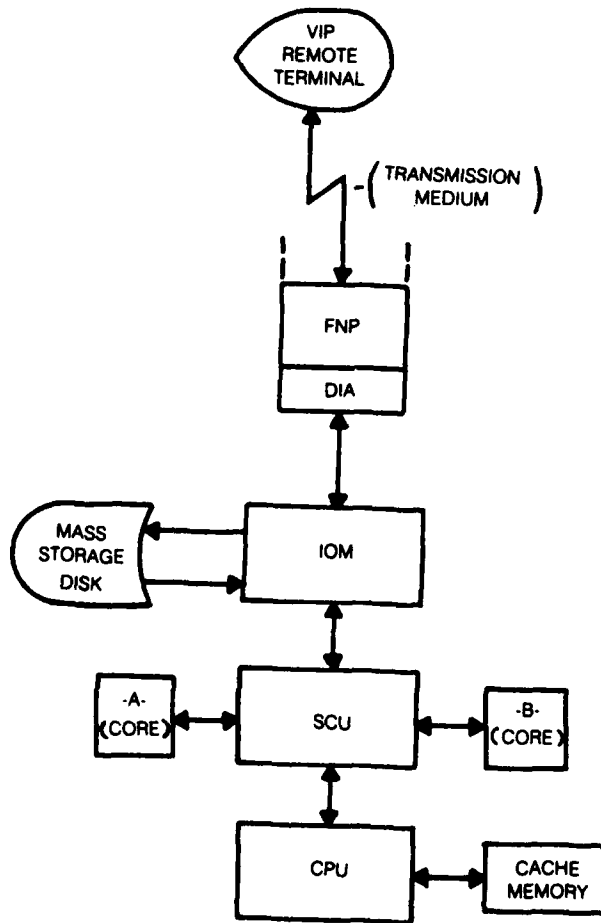 VIP
REMOTE
TERMINAL
-(TRANSMISSION
MEDIUM)
FNP
DIA
MASS
STORAGE
DISK
IOM
-A-
(CORE)
SCU
-B-
(CORE)
CPU
CACHE
MEMORY